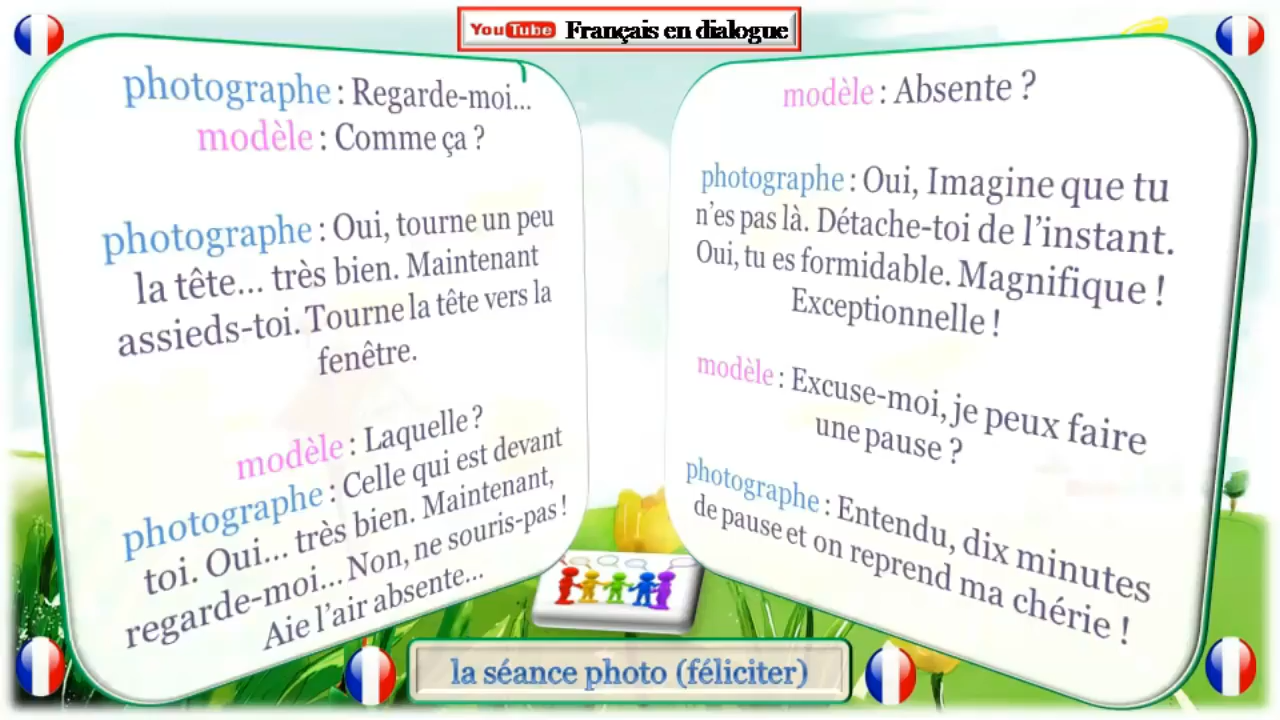 YouTube Français en dialogue
photographe : Regarde-moi...
modèle : Comme ça ?
photographe : Oui, tourne un peu
la tête... très bien. Maintenant
assieds-toi. Tourne la tête vers la
fenêtre.
modèle : Laquelle ?
photographe : Celle qui est devant
toi. Oui... très bien. Maintenant,
regarde-moi... Non, ne souris-pas !
Aie l'air absente...
modèle : Absente ?
photographe : Oui, Imagine que tu
n'es pas là. Détache-toi de l'instant.
Oui, tu es formidable. Magnifique !
Exceptionnelle !
modèle : Excuse-moi, je peux faire
une pause ?
photographe : Entendu, dix minutes
de pause et on reprend ma chérie !
la séance photo (féliciter)